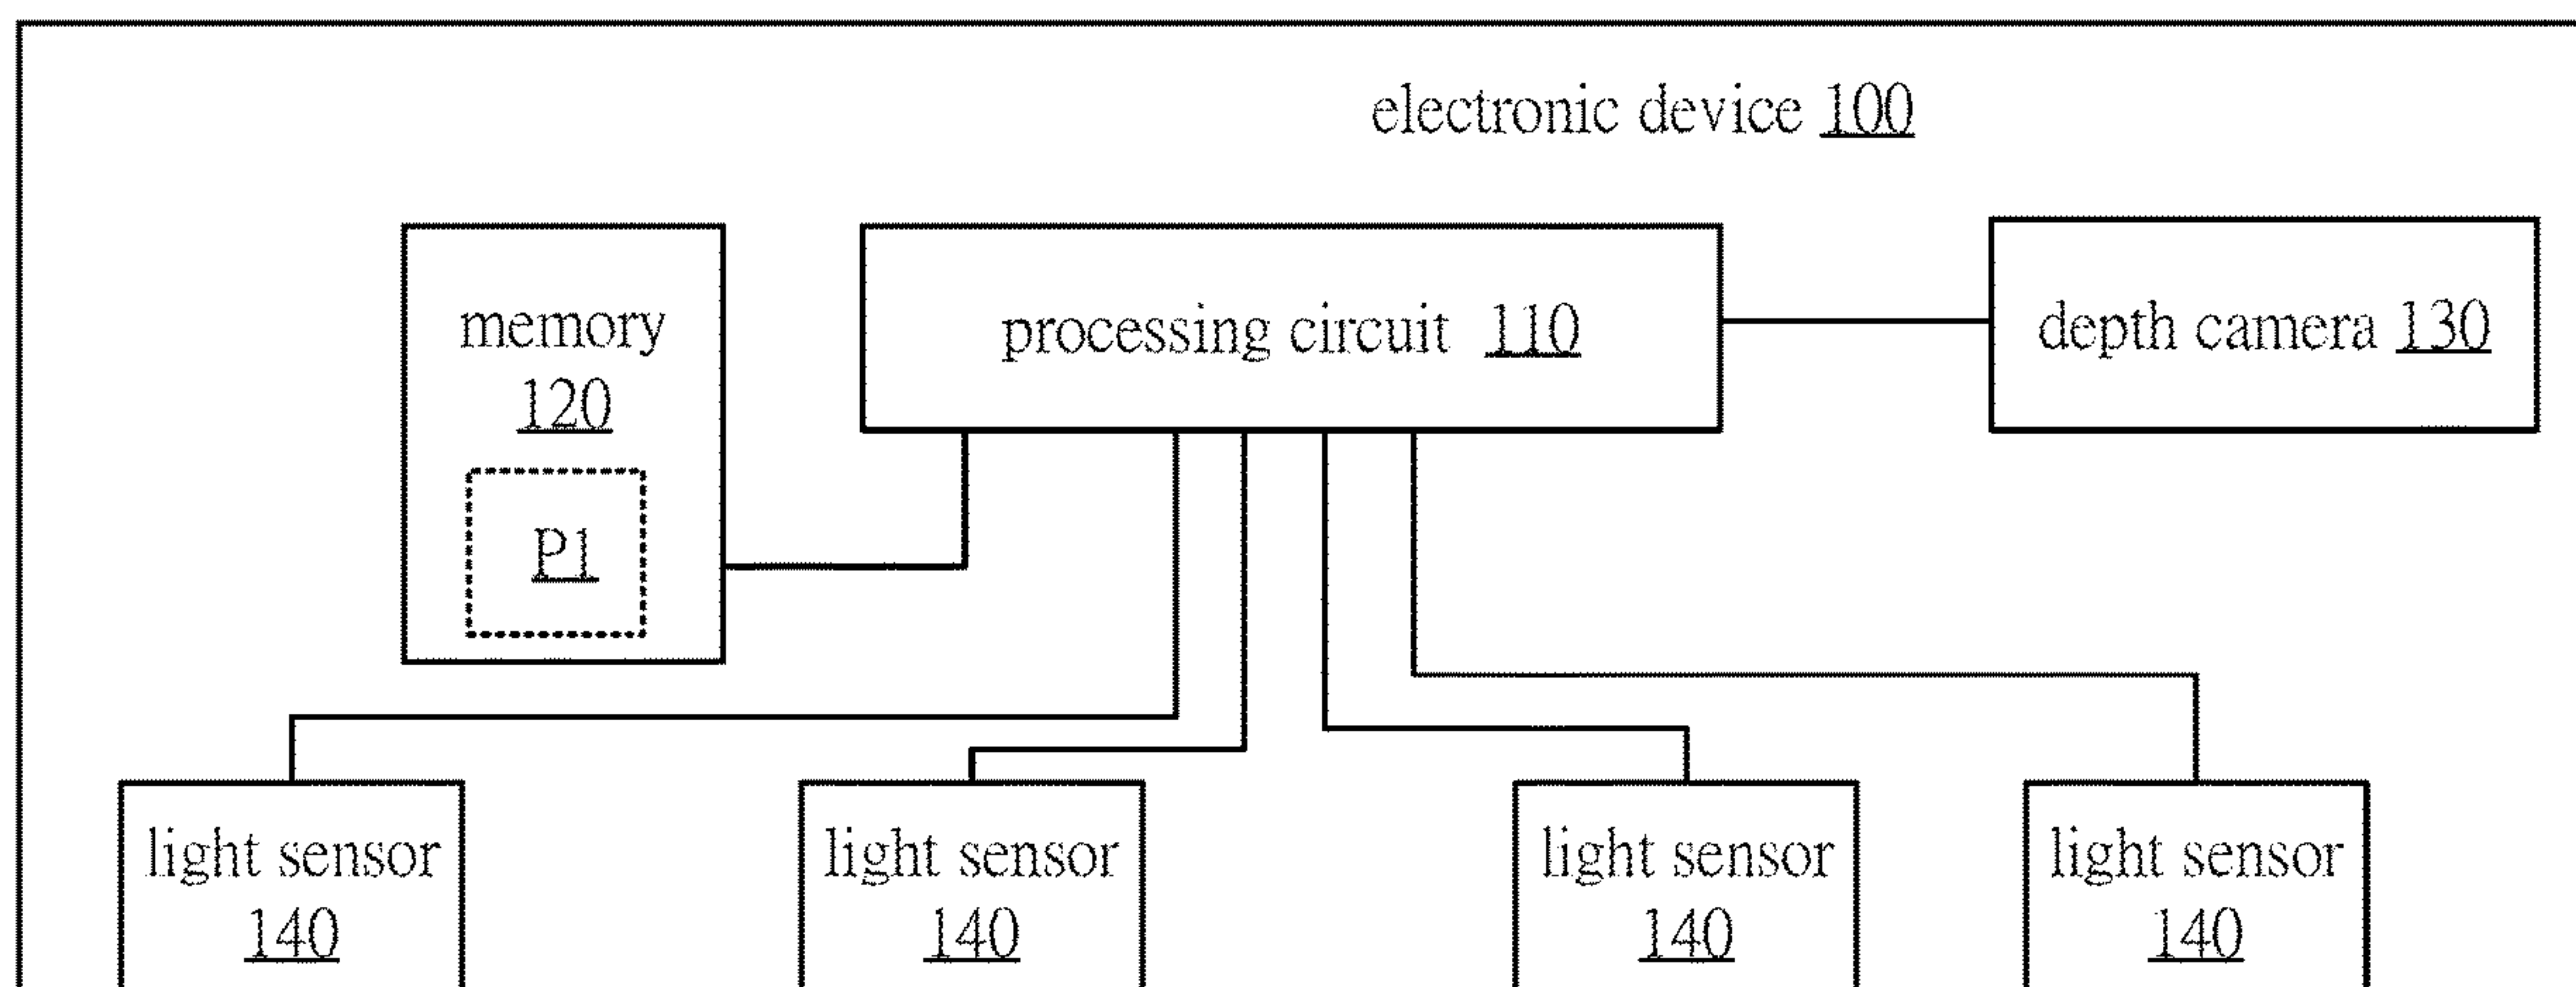 electronic device 100
memory
120
P1
processing circuit 110
depth camera 130
light sensor
140
light sensor
140
light sensor
140
light sensor
140